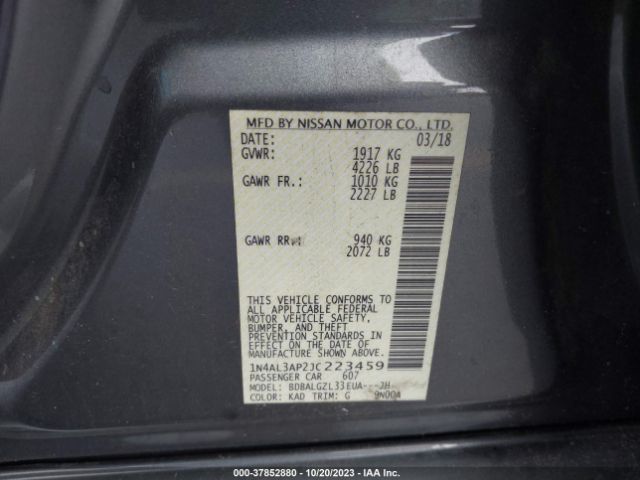 MFD BY NISSAN MOTOR CO., LTD.
DATE: 03/18
GVWR: 1917 KG
4226 LB
GAWR FR.: 1010 KG
2227 LB
GAWR RR.: 940 KG
2072 LB
THIS VEHICLE CONFORMS TO
ALL APPLICABLE FEDERAL
MOTOR VEHICLE SAFETY,
BUMPER, AND THEFT
PREVENTION STANDARDS IN
EFFECT ON THE DATE OF
MANUFACTURE SHOWN ABOVE.
1N4AL3AP2JC223459
PASSENGER CAR 607
MODEL: BDBALGZL33EUA---JH
COLOR: KAD TRIM: G 9N00A
000-37852880 | 10/20/2023 | IAA Inc.